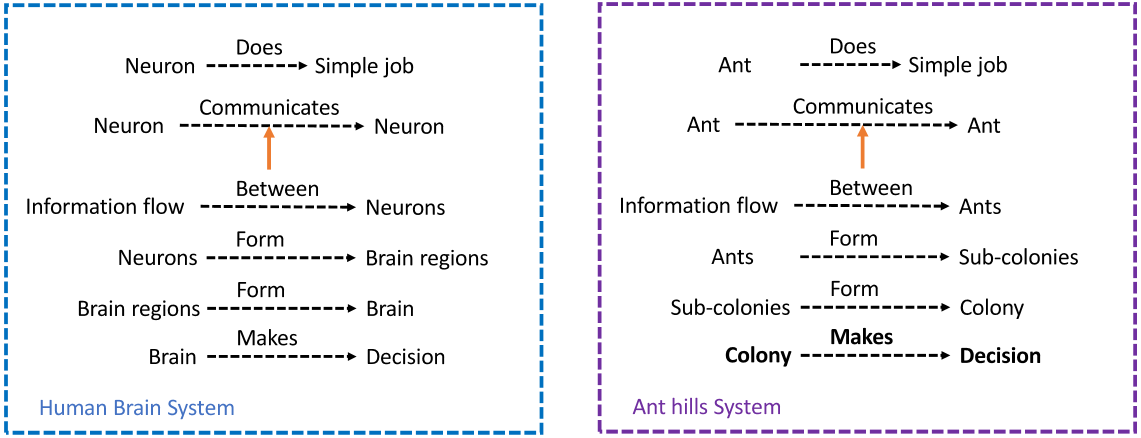 Does
Neuron Simple job
Communicates
Neuron Neuron
Between
Information flow Neurons
Form
Neurons Brain regions
Form
Brain regions Brain
Makes
Brain Decision
Human Brain System
Does
Ant Simple job
Communicates
Ant Ant
Between
Information flow Ants
Form
Ants Sub-colonies
Form
Sub-colonies Colony
Makes
Colony Decision
Ant hills System